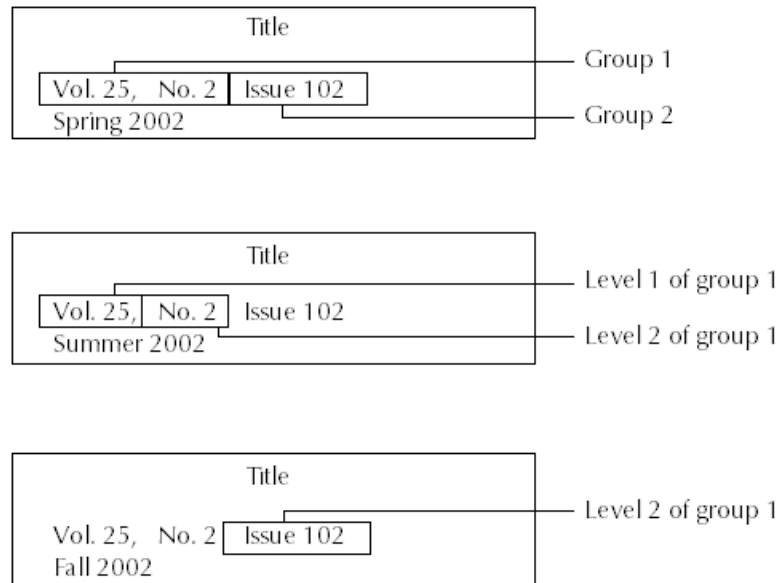 Title
Group 1
Vol. 25, No. 2 Issue 102
Spring 2002
Group 2
Title
Level 1 of group 1
Vol. 25, No. 2 Issue 102
Summer 2002
Level 2 of group 1
Title
Level 2 of group 1
Vol. 25, No. 2 Issue 102
Fall 2002